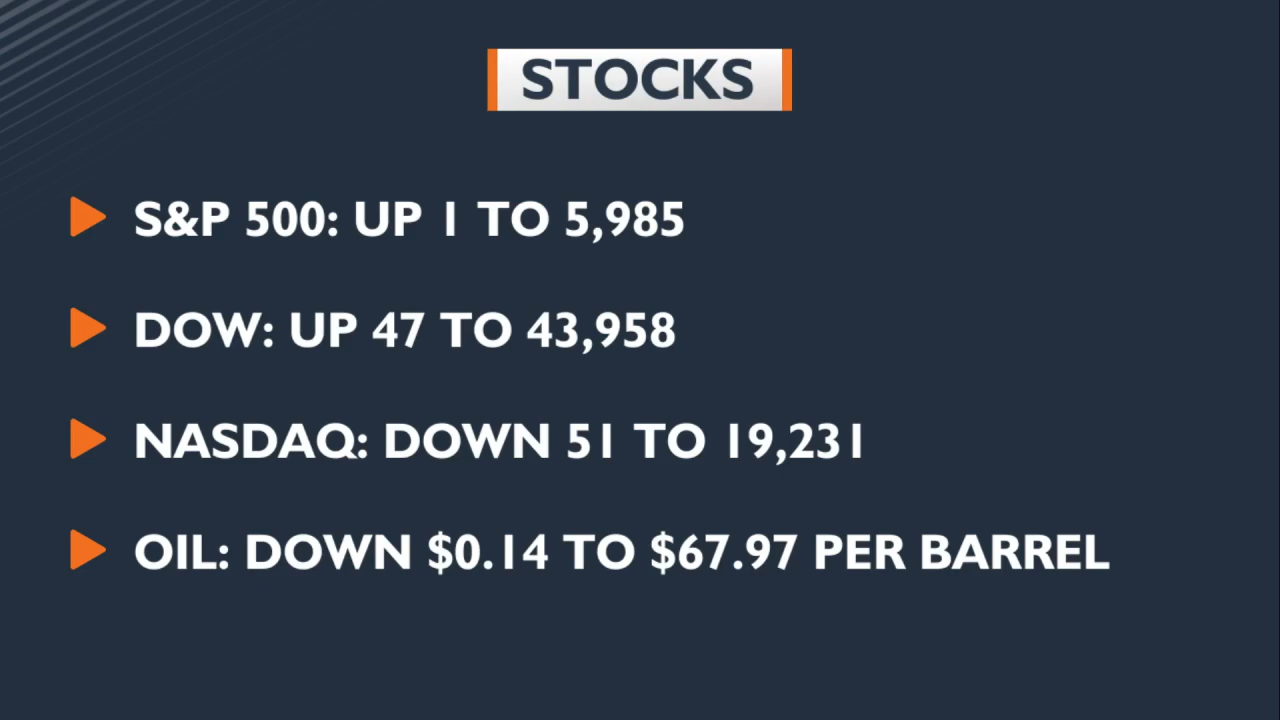 STOCKS
S&P 500: UP 1 TO 5,985
DOW: UP 47 TO 43,958
NASDAQ: DOWN 51 TO 19,231
OIL: DOWN $0.14 TO $67.97 PER BARREL